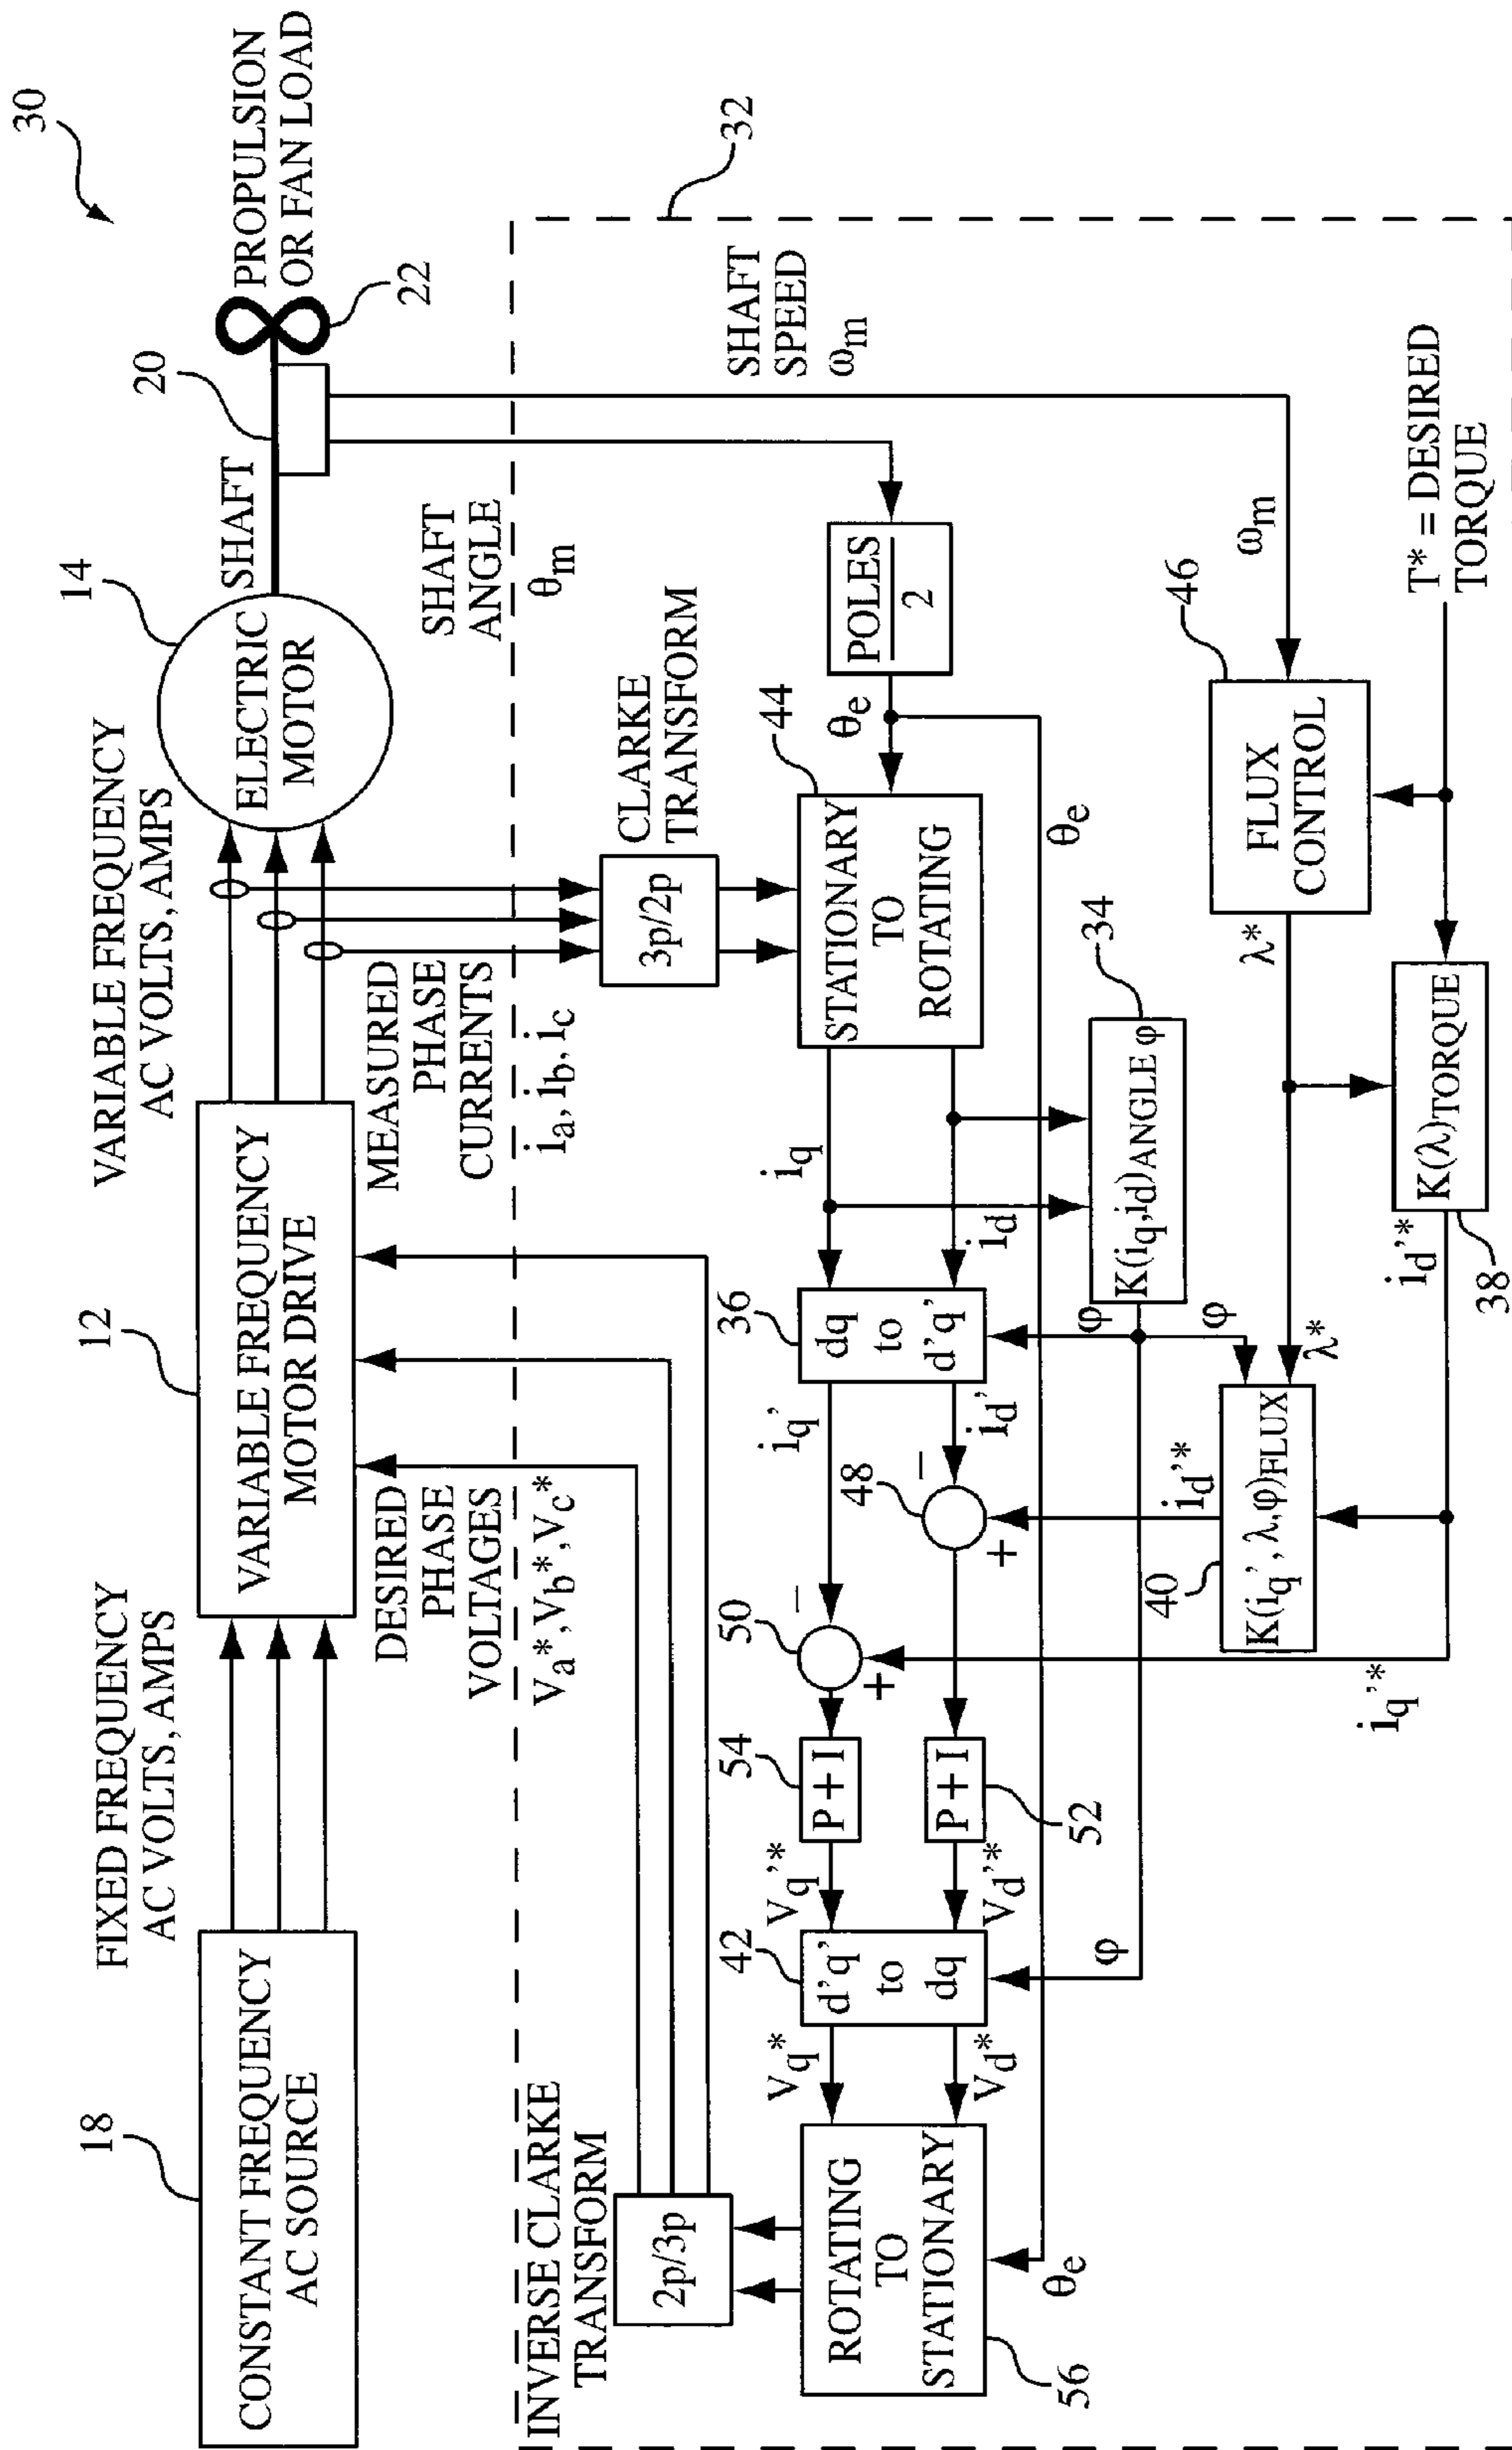 30
18
12
14
20
22
32
FIXED FREQUENCY
AC VOLTS, AMPS
VARIABLE FREQUENCY
AC VOLTS, AMPS
CONSTANT FREQUENCY
AC SOURCE
VARIABLE FREQUENCY
MOTOR DRIVE
ELECTRIC
MOTOR
SHAFT
PROPULSION
OR FAN LOAD
DESIRED
PHASE
VOLTAGES
Va*,Vb*,Vc*
MEASURED
PHASE
CURRENTS
ia, ib, ic
SHAFT
ANGLE
θm
SHAFT
SPEED
ωm
INVERSE CLARKE
TRANSFORM
2p/3p
CLARKE
TRANSFORM
3p/2p
ROTATING
TO
STATIONARY
56
θe
Vq*
Vd*
42
d'q'
to
dq
φ
Vq'*
Vd'*
54
P+I
P+I
52
50
−
+
48
−
+
iq'
id'
36
dq
to
d'q'
φ
iq
id
44
STATIONARY
TO
ROTATING
θe
POLES
2
θe
34
K(iq,id)ANGLE φ
φ
40
K(iq',λ,φ)FLUX
id'*
λ*
iq'*
id'*
38
K(λ)TORQUE
λ*
46
FLUX
CONTROL
ωm
T* = DESIRED
TORQUE